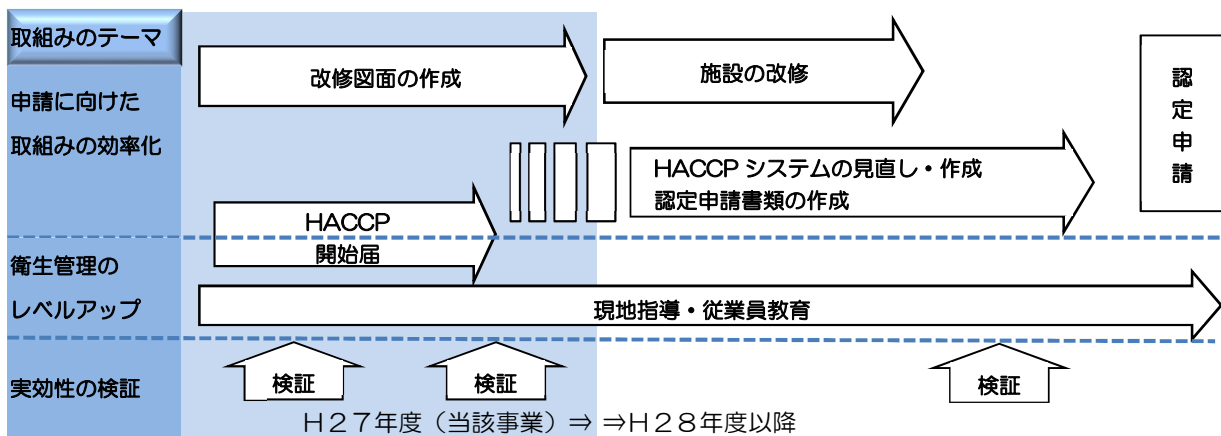 取組みのテーマ
申請に向けた
取組みの効率化
改修図面の作成
施設の改修
認定申請
HACCP システムの見直し・作成
認定申請書類の作成
HACCP
開始届
衛生管理の
レベルアップ
現地指導・従業員教育
実効性の検証
検証
検証
検証
H27年度（当該事業）⇒ ⇒H28年度以降